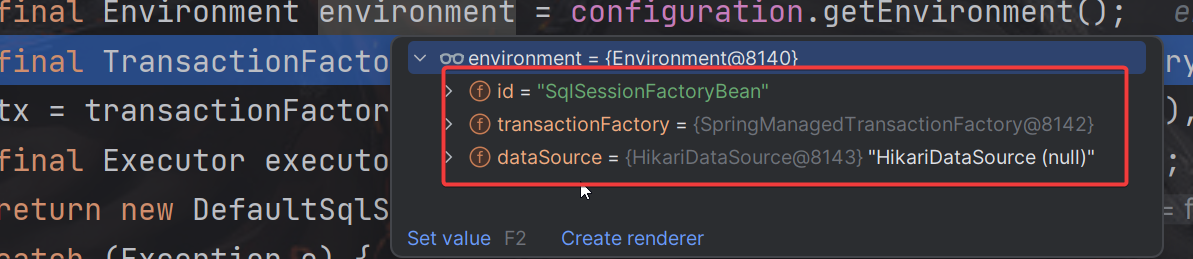 final Environment environment = configuration.getEnvironment(); e
final TransactionFacto
environment = {Environment@8140}
id = "SqlSessionFactoryBean"
tx = transactionFactor
transactionFactory = {SpringManagedTransactionFactory@8142}
final Executor executo
dataSource = {HikariDataSource@8143} "HikariDataSource (null)"
return new DefaultSqlS
Set value F2 Create renderer
catch (Exception e) {